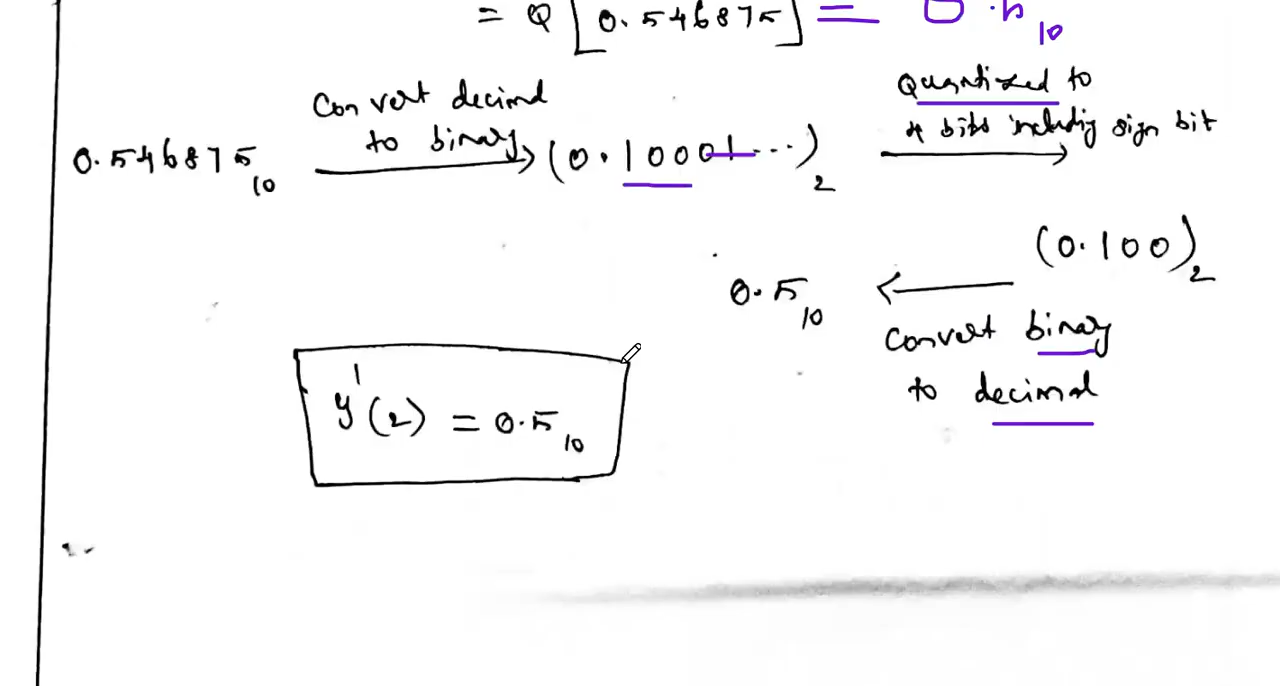 = Q [0.546875] = 0.5₁₀
Convert decimal to binary
Quantized to 4 bits including sign bit
0.546875₁₀ → (0.10001...)₂ →
(0.100)₂
0.5₁₀ ←
Convert binary
to decimal
y'(2) = 0.5₁₀